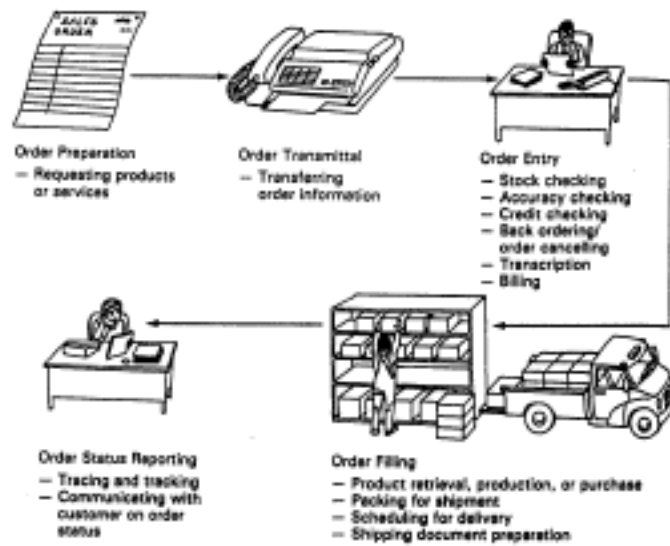 SALES
ORDER
Order Preparation
— Requesting products
or services
Order Transmittal
— Transferring
order information
Order Entry
— Stock checking
— Accuracy checking
— Credit checking
— Back ordering/
order cancelling
— Transcription
— Billing
Order Status Reporting
— Tracing and tracking
— Communicating with
customer on order
status
Order Filling
— Product retrieval, production, or purchase
— Packing for shipment
— Scheduling for delivery
— Shipping document preparation